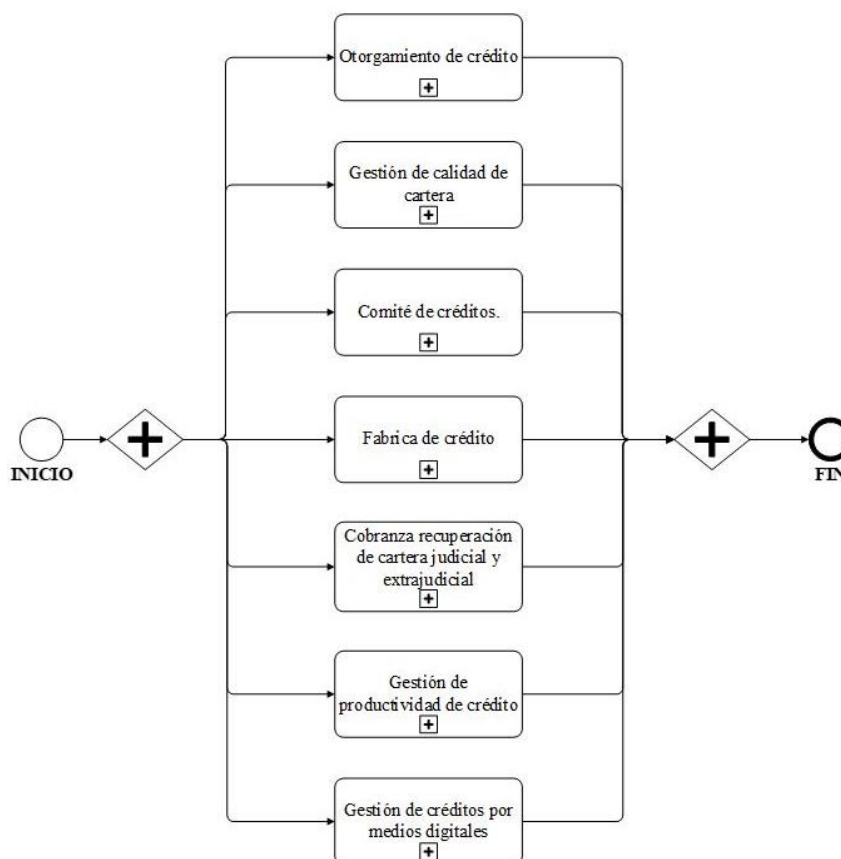 Otorgamiento de crédito
Gestión de calidad de
cartera
Comité de créditos.
INICIO
Fabrica de crédito
FIN
Cobranza recuperación
de cartera judicial y
extrajudicial
Gestión de
productividad de crédito
Gestión de créditos por
medios digitales